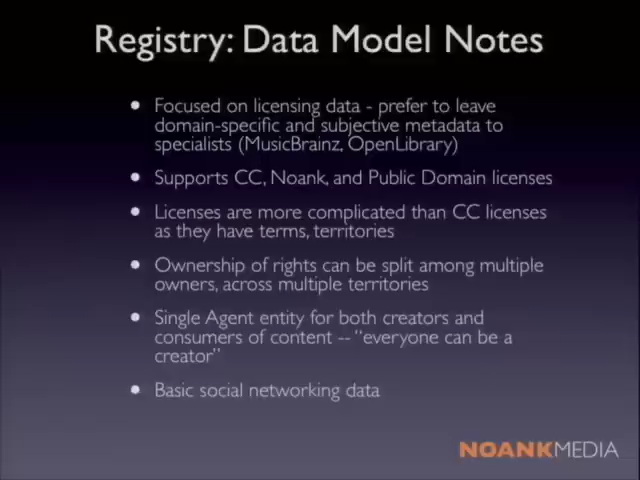 Registry: Data Model Notes
• Focused on licensing data - prefer to leave
domain-specific and subjective metadata to
specialists (MusicBrainz, OpenLibrary)
• Supports CC, Noank, and Public Domain licenses
• Licenses are more complicated than CC licenses
as they have terms, territories
• Ownership of rights can be split among multiple
owners, across multiple territories
• Single Agent entity for both creators and
consumers of content -- “everyone can be a
creator”
• Basic social networking data
NOANKMEDIA